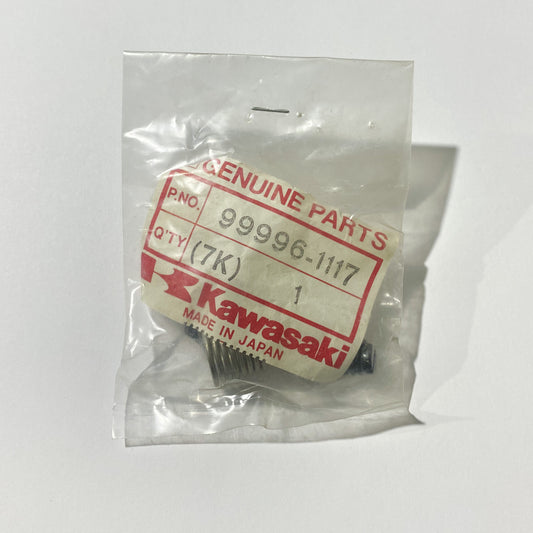 GENUINE PARTS
P.NO. 99996-1117
Q'TY (7K) 1
Kawasaki
MADE IN JAPAN